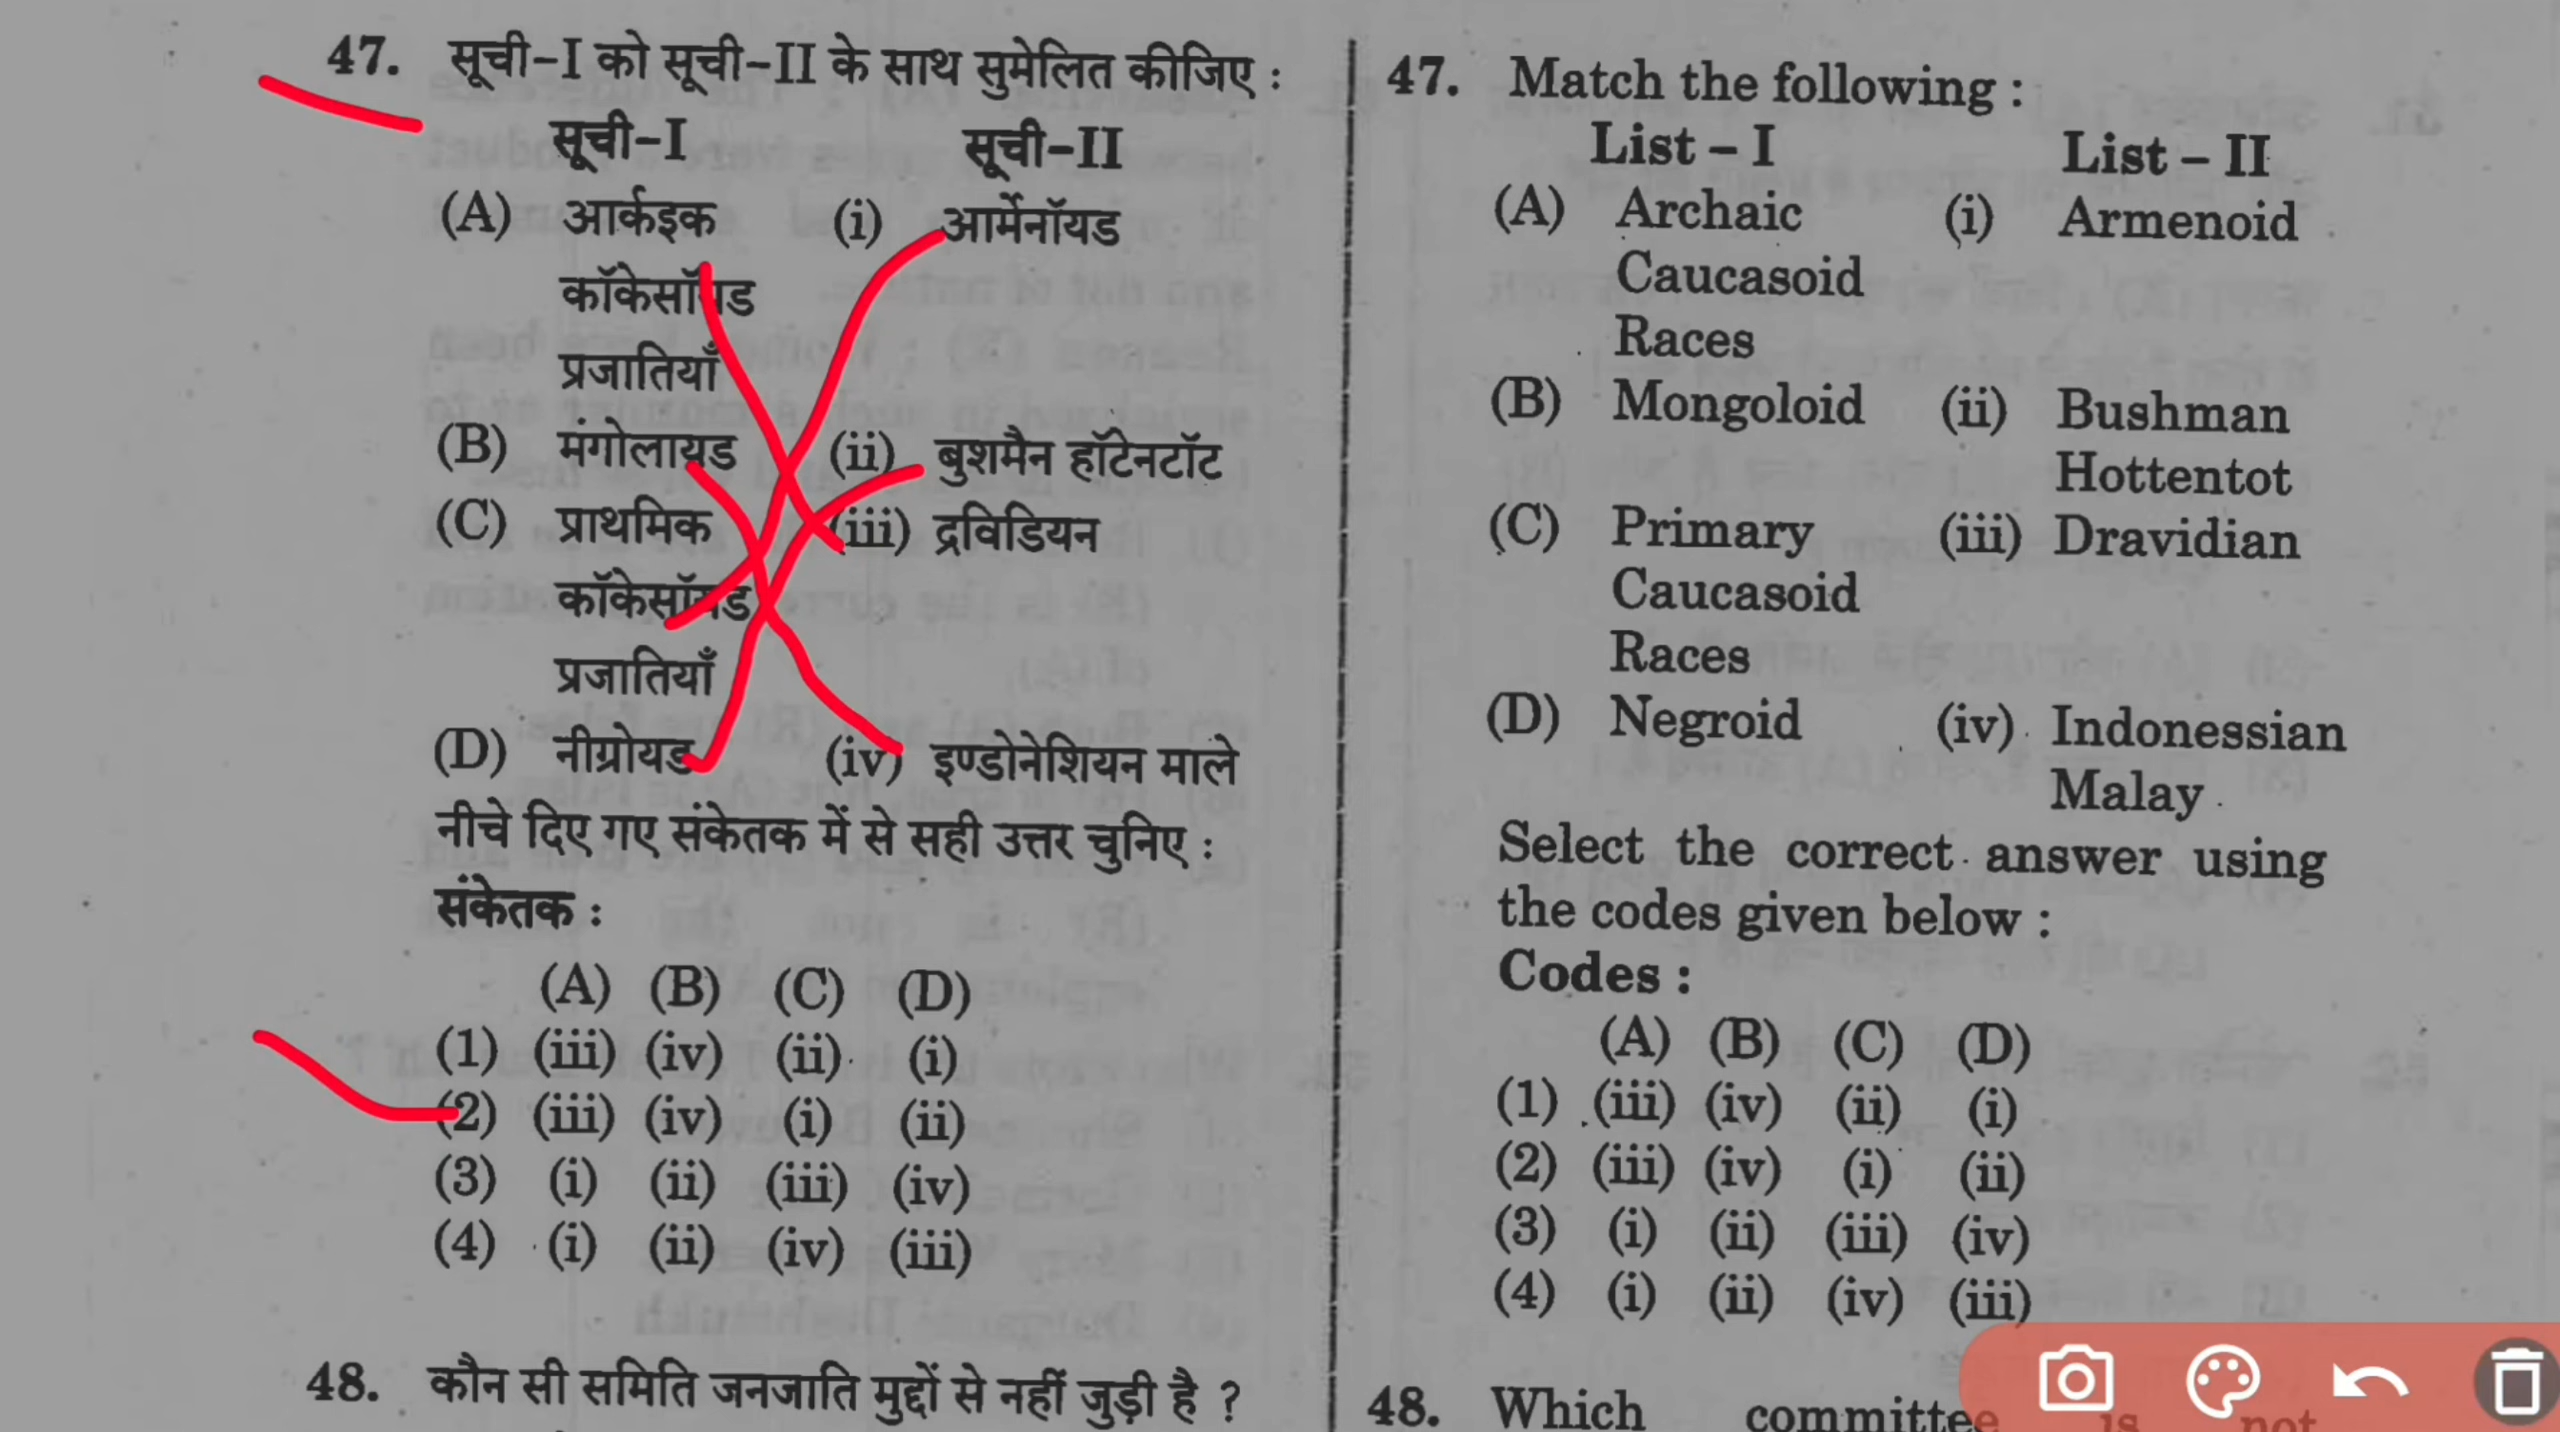 47. सूची-I को सूची-II के साथ सुमेलित कीजिए :
सूची-I सूची-II
(A) आर्कइक (i) आर्मेनॉयड
कॉकेसॉयड
प्रजातियाँ
(B) मंगोलायड (ii) बुशमैन हॉटेनटॉट
(C) प्राथमिक (iii) द्रविडियन
कॉकेसॉयड
प्रजातियाँ
(D) नीग्रोयड (iv) इण्डोनेशियन माले
नीचे दिए गए संकेतक में से सही उत्तर चुनिए :
संकेतक :
(A) (B) (C) (D)
(1) (iii) (iv) (ii) (i)
(2) (iii) (iv) (i) (ii)
(3) (i) (ii) (iii) (iv)
(4) (i) (ii) (iv) (iii)
48. कौन सी समिति जनजाति मुद्दों से नहीं जुड़ी है ?
47. Match the following :
List – I List – II
(A) Archaic (i) Armenoid
Caucasoid
Races
(B) Mongoloid (ii) Bushman
Hottentot
(C) Primary (iii) Dravidian
Caucasoid
Races
(D) Negroid (iv) Indonessian
Malay
Select the correct answer using
the codes given below :
Codes :
(A) (B) (C) (D)
(1) (iii) (iv) (ii) (i)
(2) (iii) (iv) (i) (ii)
(3) (i) (ii) (iii) (iv)
(4) (i) (ii) (iv) (iii)
48. Which committee is not